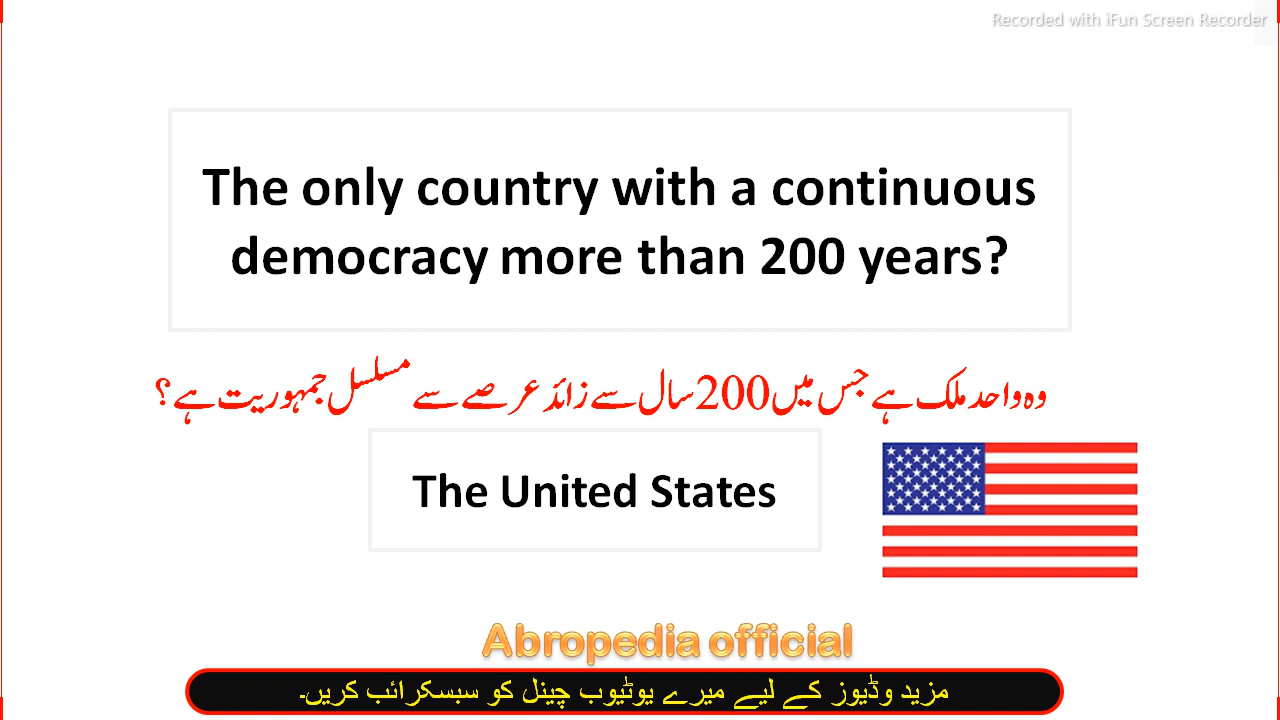 Recorded with iFun Screen Recorder
The only country with a continuous
democracy more than 200 years?
وہ واحد ملک ہے جس میں 200 سال سے زائد عرصے سے مسلسل جمہوریت ہے؟
The United States
Abropedia official
مزید وڈیوز کے لیے میرے یوٹیوب چینل کو سبسکرائب کریں۔